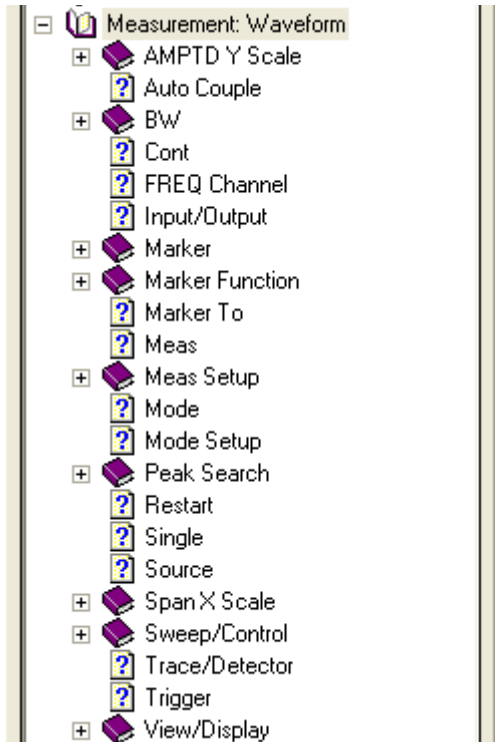 Measurement: Waveform
AMPTD Y Scale
Auto Couple
BW
Cont
FREQ Channel
Input/Output
Marker
Marker Function
Marker To
Meas
Meas Setup
Mode
Mode Setup
Peak Search
Restart
Single
Source
Span X Scale
Sweep/Control
Trace/Detector
Trigger
View/Display